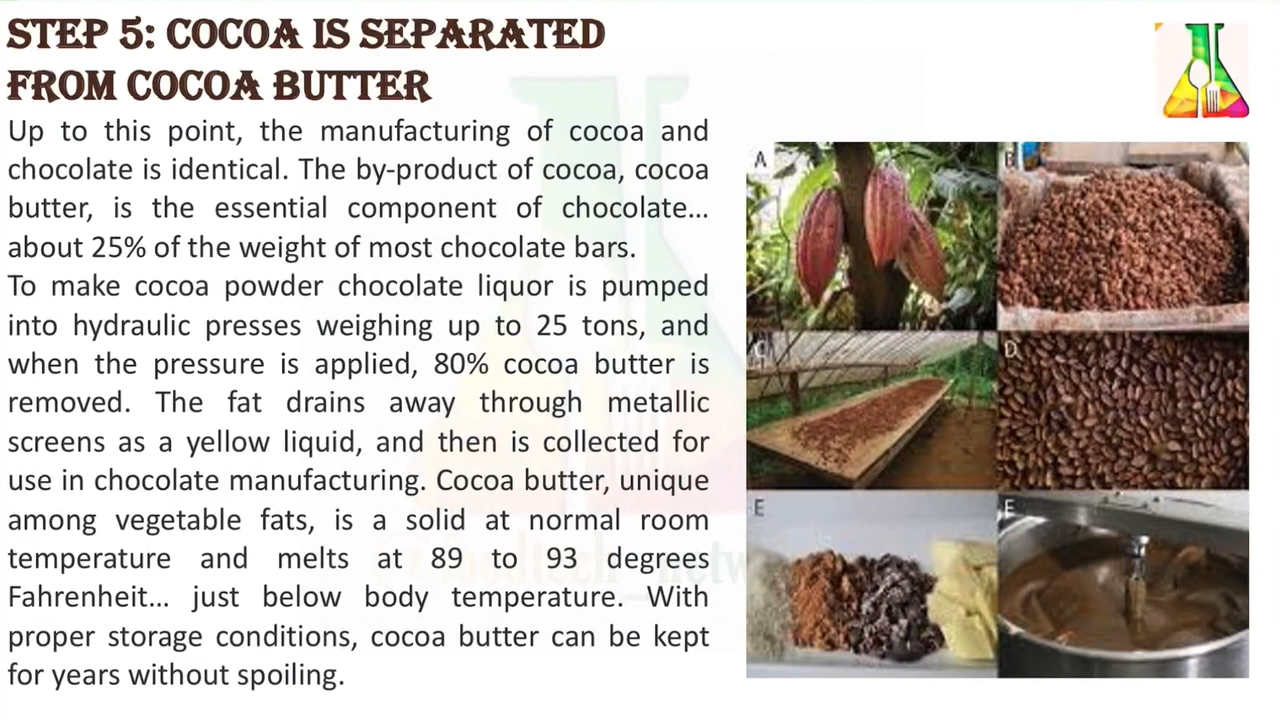 STEP 5: COCOA IS SEPARATED
FROM COCOA BUTTER
Up to this point, the manufacturing of cocoa and
chocolate is identical. The by-product of cocoa, cocoa
butter, is the essential component of chocolate...
about 25% of the weight of most chocolate bars.
To make cocoa powder chocolate liquor is pumped
into hydraulic presses weighing up to 25 tons, and
when the pressure is applied, 80% cocoa butter is
removed. The fat drains away through metallic
screens as a yellow liquid, and then is collected for
use in chocolate manufacturing. Cocoa butter, unique
among vegetable fats, is a solid at normal room
temperature and melts at 89 to 93 degrees
Fahrenheit... just below body temperature. With
proper storage conditions, cocoa butter can be kept
for years without spoiling.
A
B
C
D
E
F